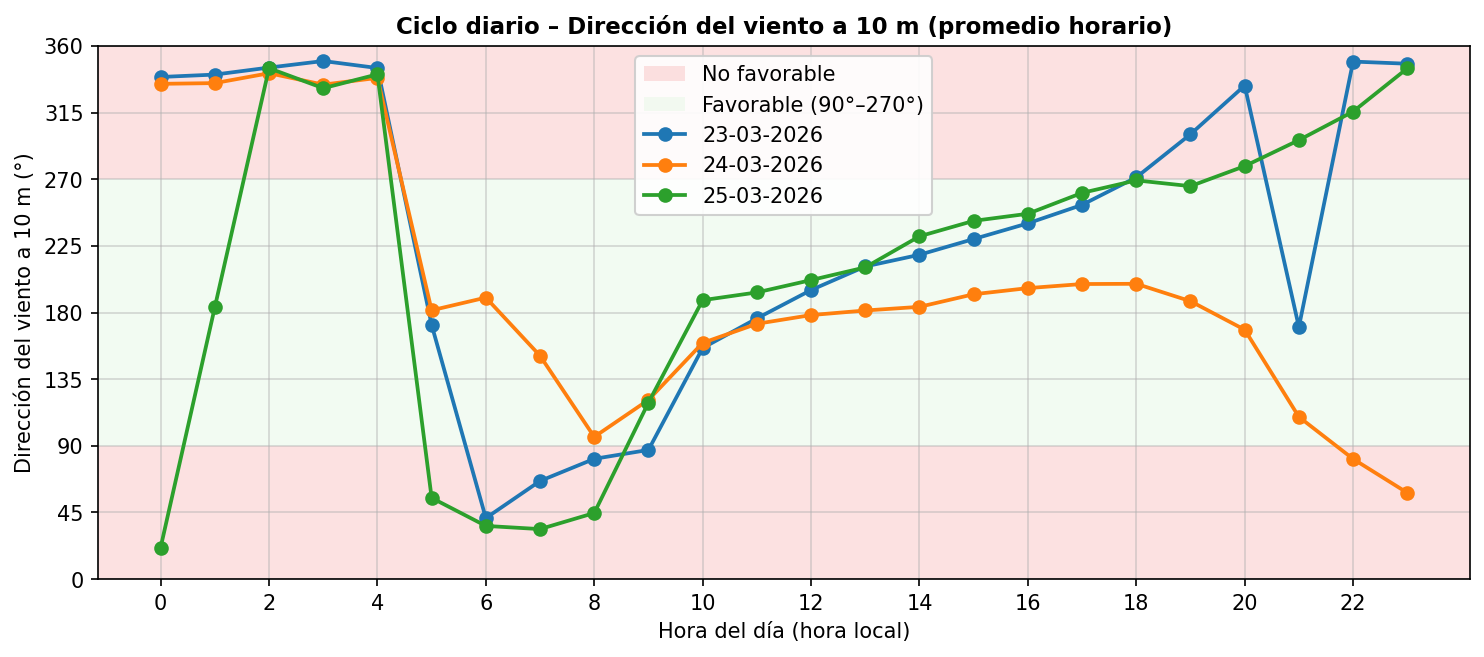 Ciclo diario – Dirección del viento a 10 m (promedio horario)
Dirección del viento a 10 m (°)
360
315
270
225
180
135
90
45
0
No favorable
Favorable (90°–270°)
23-03-2026
24-03-2026
25-03-2026
0 2 4 6 8 10 12 14 16 18 20 22
Hora del día (hora local)